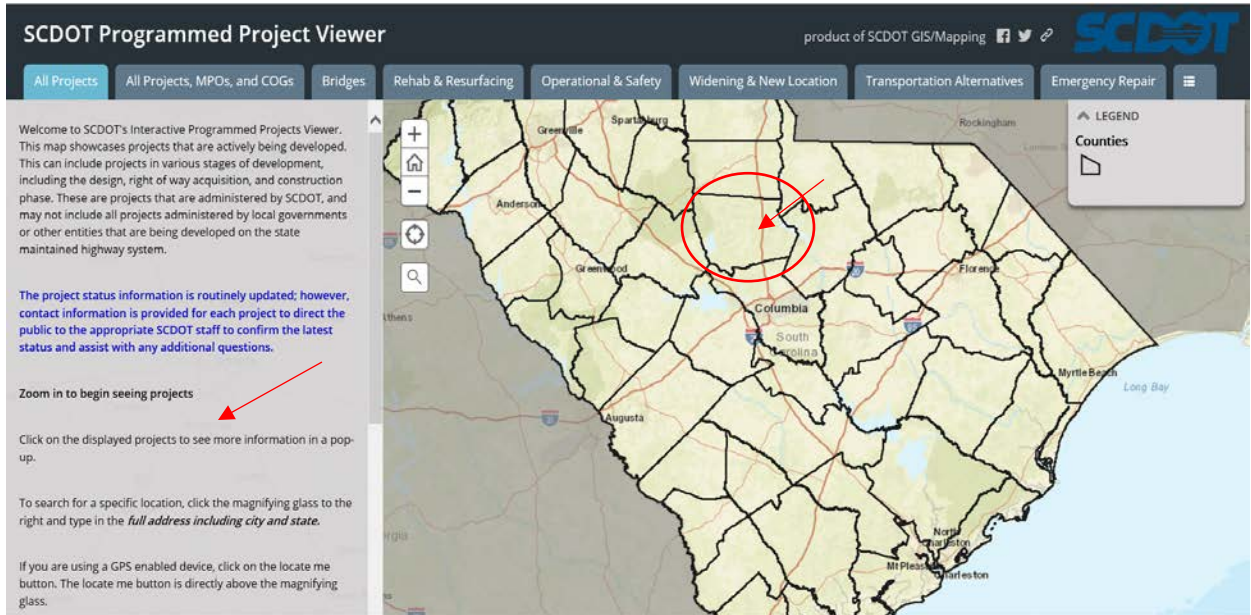 SCDOT Programmed Project Viewer
product of SCDOT GIS/Mapping
SCDOT
All Projects
All Projects, MPOs, and COGs
Bridges
Rehab & Resurfacing
Operational & Safety
Widening & New Location
Transportation Alternatives
Emergency Repair
Welcome to SCDOT's Interactive Programmed Projects Viewer.
This map showcases projects that are actively being developed.
This can include projects in various stages of development,
including the design, right of way acquisition, and construction
phase. These are projects that are administered by SCDOT, and
may not include all projects administered by local governments
or other entities that are being developed on the state
maintained highway system.
The project status information is routinely updated; however,
contact information is provided for each project to direct the
public to the appropriate SCDOT staff to confirm the latest
status and assist with any additional questions.
Zoom in to begin seeing projects
Click on the displayed projects to see more information in a pop-
up.
To search for a specific location, click the magnifying glass to the
right and type in the full address including city and state.
If you are using a GPS enabled device, click on the locate me
button. The locate me button is directly above the magnifying
glass.
LEGEND
Counties
Greenville
Spartanburg
Rockingham
Anderson
Greenwood
Florence
Columbia
South
Carolina
Myrtle Beach
Long Bay
Augusta
North
Charleston
Mt Pleasant
Charleston